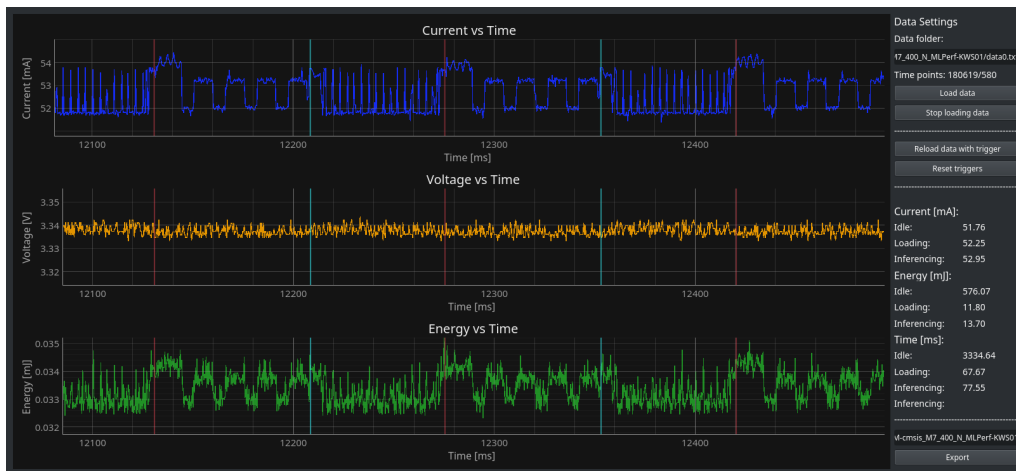 Current vs Time
Current [mA]
54
53
52
12100
12200
12300
12400
Time [ms]
Voltage vs Time
Voltage [V]
3.35
3.34
3.33
3.32
12100
12200
12300
12400
Time [ms]
Energy vs Time
Energy [mJ]
0.035
0.034
0.033
0.032
12100
12200
12300
12400
Time [ms]
Data Settings
Data folder:
M7_400_N_MLPerf-KWS01/data0.tx
Time points: 180619/580
Load data
Stop loading data
Reload data with trigger
Reset triggers
Current [mA]:
Idle: 51.76
Loading: 52.25
Inferencing: 52.95
Energy [mJ]:
Idle: 576.07
Loading: 11.80
Inferencing: 13.70
Time [ms]:
Idle: 3334.64
Loading: 67.67
Inferencing: 77.55
Inferencing:
M-cmsis_M7_400_N_MLPerf-KWS01
Export